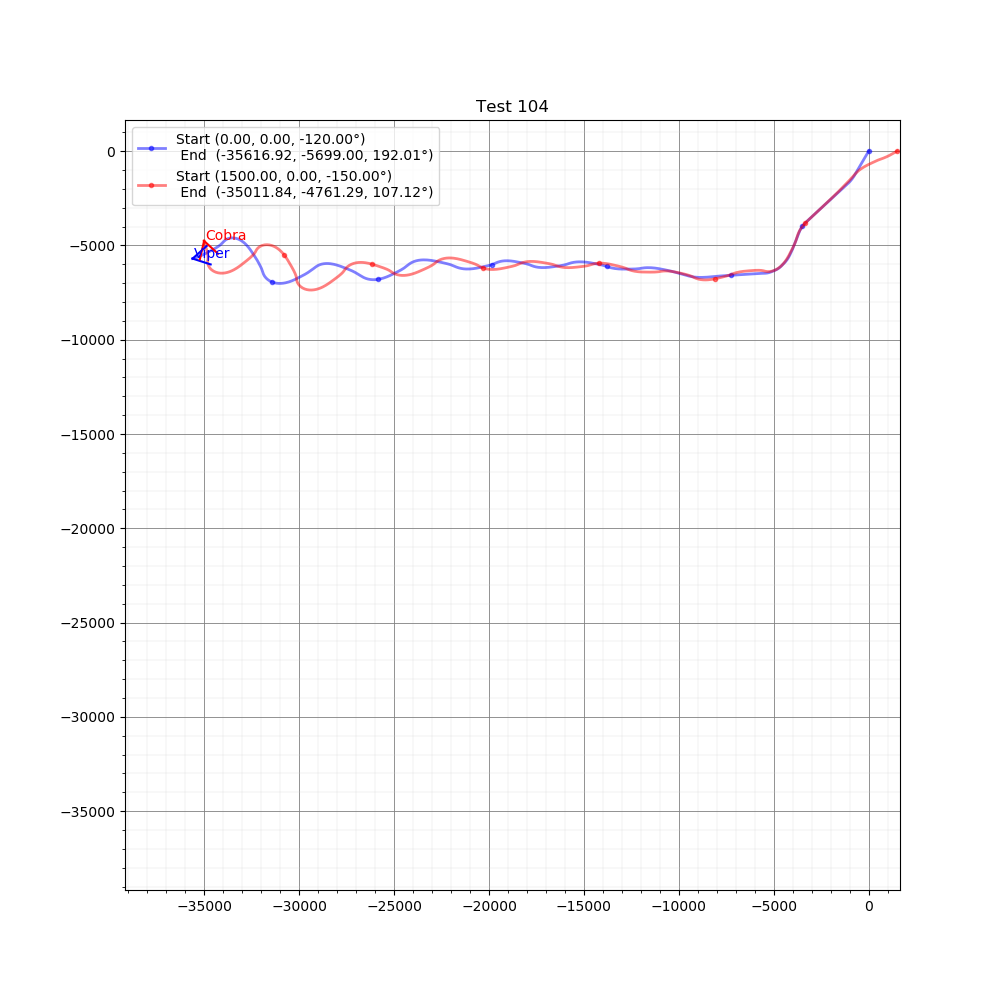 Test 104
Start (0.00, 0.00, -120.00°)
End (-35616.92, -5699.00, 192.01°)
Start (1500.00, 0.00, -150.00°)
End (-35011.84, -4761.29, 107.12°)
0
−5000
−10000
−15000
−20000
−25000
−30000
−35000
Cobra
Viper
−35000 −30000 −25000 −20000 −15000 −10000 −5000 0